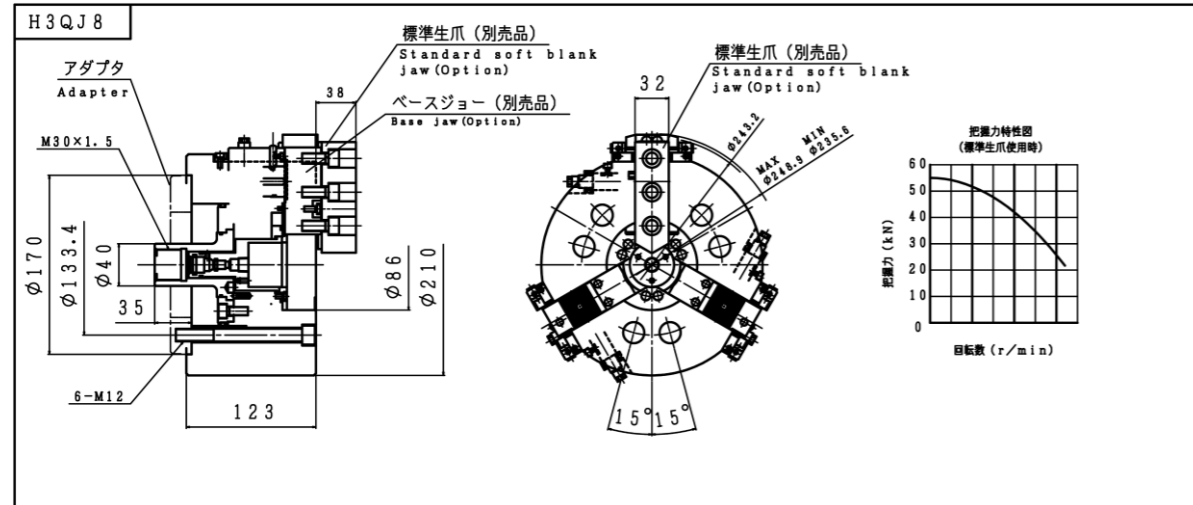 H3QJ8
アダプタ
Adapter
M30×1.5
標準生爪（別売品）
Standard soft blank
jaw(Option)
38
ベースジョー（別売品）
Base jaw(Option)
φ170
φ133.4
φ40
35
6-M12
123
φ86
φ210
標準生爪（別売品）
Standard soft blank
jaw(Option)
32
φ243.2
MAX φ248.9
MIN φ235.6
15°
15°
把握力特性図
（標準生爪使用時）
把握力（kN）
60
50
40
30
20
10
0
回転数（r/min）